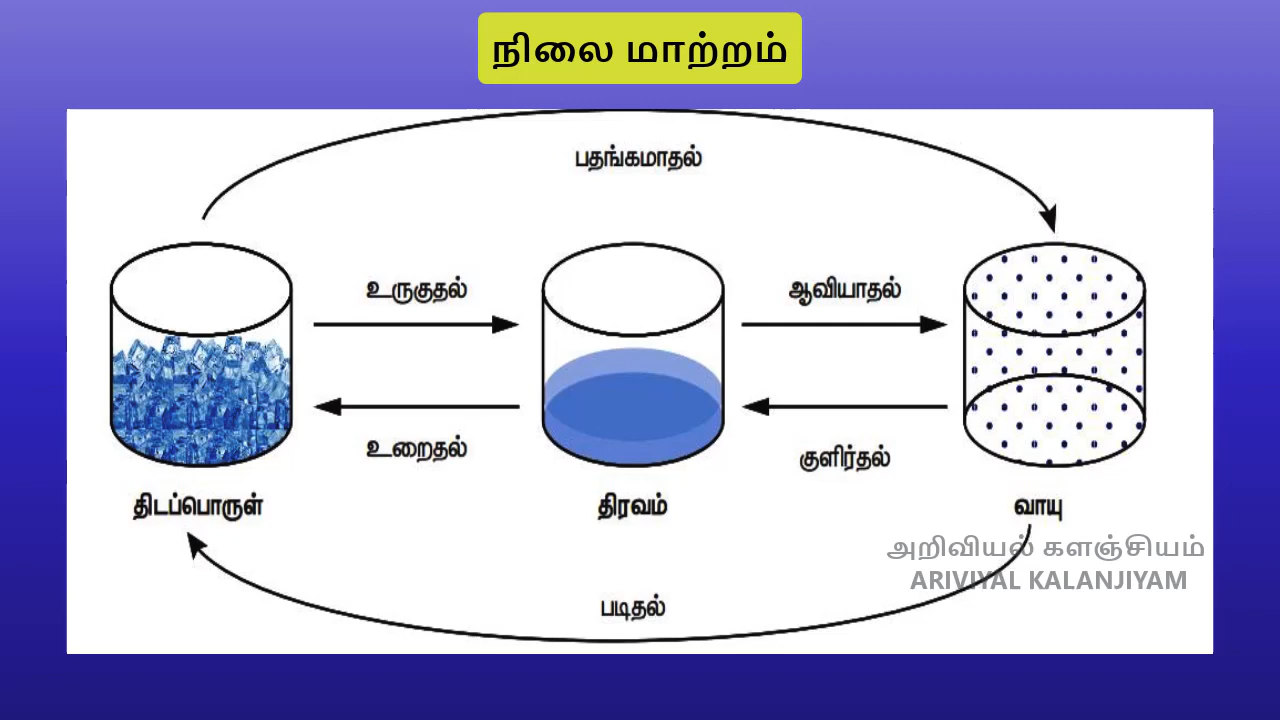 நிலை மாற்றம்
பதங்கமாதல்
உருகுதல்
ஆவியாதல்
உறைதல்
குளிர்தல்
திடப்பொருள்
திரவம்
வாயு
அறிவியல் களஞ்சியம்
ARIVIYAL KALANJIYAM
படிதல்